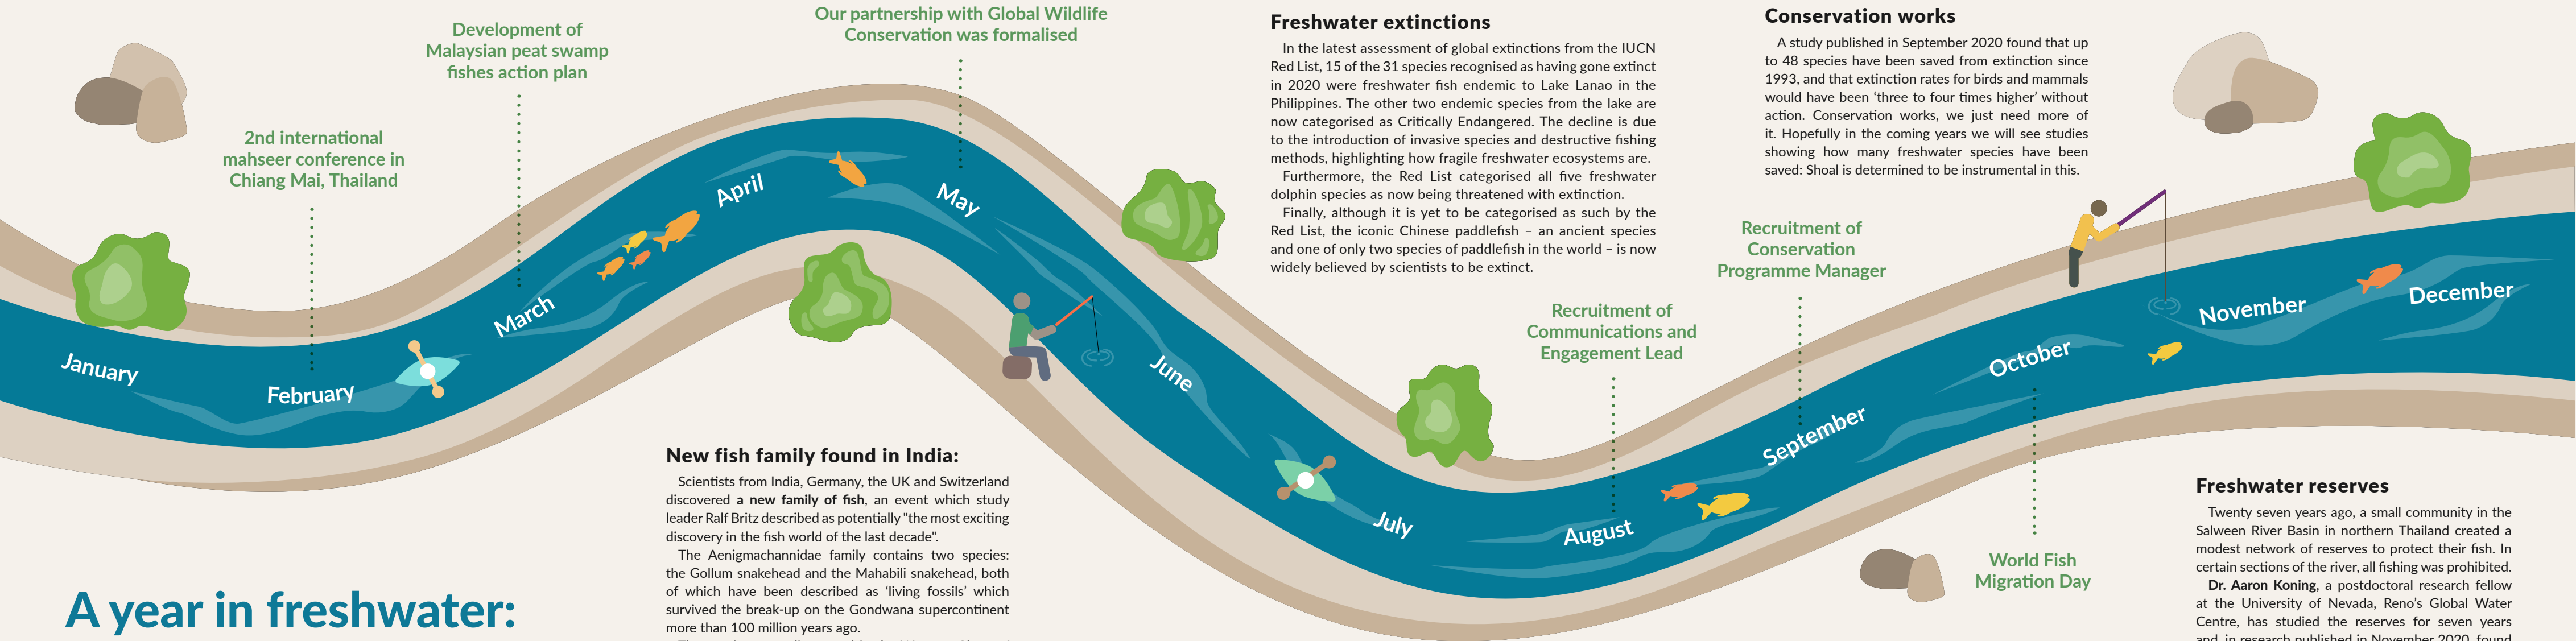 Our partnership with Global Wildlife
Conservation was formalised
Development of
Malaysian peat swamp
fishes action plan
2nd international
mahseer conference in
Chiang Mai, Thailand
January
February
March
April
May
June
July
August
September
October
November
December
Freshwater extinctions
In the latest assessment of global extinctions from the IUCN
Red List, 15 of the 31 species recognised as having gone extinct
in 2020 were freshwater fish endemic to Lake Lanao in the
Philippines. The other two endemic species from the lake are
now categorised as Critically Endangered. The decline is due
to the introduction of invasive species and destructive fishing
methods, highlighting how fragile freshwater ecosystems are.
Furthermore, the Red List categorised all five freshwater
dolphin species as now being threatened with extinction.
Finally, although it is yet to be categorised as such by the
Red List, the iconic Chinese paddlefish – an ancient species
and one of only two species of paddlefish in the world – is now
widely believed by scientists to be extinct.
Conservation works
A study published in September 2020 found that up
to 48 species have been saved from extinction since
1993, and that extinction rates for birds and mammals
would have been ‘three to four times higher’ without
action. Conservation works, we just need more of
it. Hopefully in the coming years we will see studies
showing how many freshwater species have been
saved: Shoal is determined to be instrumental in this.
Recruitment of
Conservation
Programme Manager
Recruitment of
Communications and
Engagement Lead
World Fish
Migration Day
New fish family found in India:
Scientists from India, Germany, the UK and Switzerland
discovered a new family of fish, an event which study
leader Ralf Britz described as potentially "the most exciting
discovery in the fish world of the last decade".
The Aenigmachannidae family contains two species:
the Gollum snakehead and the Mahabili snakehead, both
of which have been described as ‘living fossils’ which
survived the break-up on the Gondwana supercontinent
more than 100 million years ago.
A year in freshwater:
Freshwater reserves
Twenty seven years ago, a small community in the
Salween River Basin in northern Thailand created a
modest network of reserves to protect their fish. In
certain sections of the river, all fishing was prohibited.
Dr. Aaron Koning, a postdoctoral research fellow
at the University of Nevada, Reno’s Global Water
Centre, has studied the reserves for seven years
and, in research published in November 2020, found